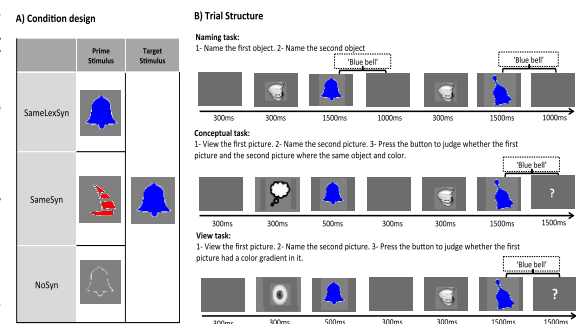 A) Condition design
Prime Stimulus
Target Stimulus
SameLexSyn
SameSyn
NoSyn
B) Trial Structure
Naming task:
1- Name the first object. 2- Name the second object
'Blue bell'
'Blue bell'
300ms 300ms 1500ms 1000ms 300ms 1500ms 1000ms
Conceptual task:
1- View the first picture. 2- Name the second picture. 3- Press the button to judge whether the first
picture and the second picture where the same object and color.
'Blue bell'
?
300ms 300ms 500ms 300ms 300ms 1500ms 1500ms
View task:
1- View the first picture. 2- Name the second picture. 3- Press the button to judge whether the first
picture had a color gradient in it.
'Blue bell'
?
300ms 300ms 500ms 300ms 300ms 1500ms 1500ms